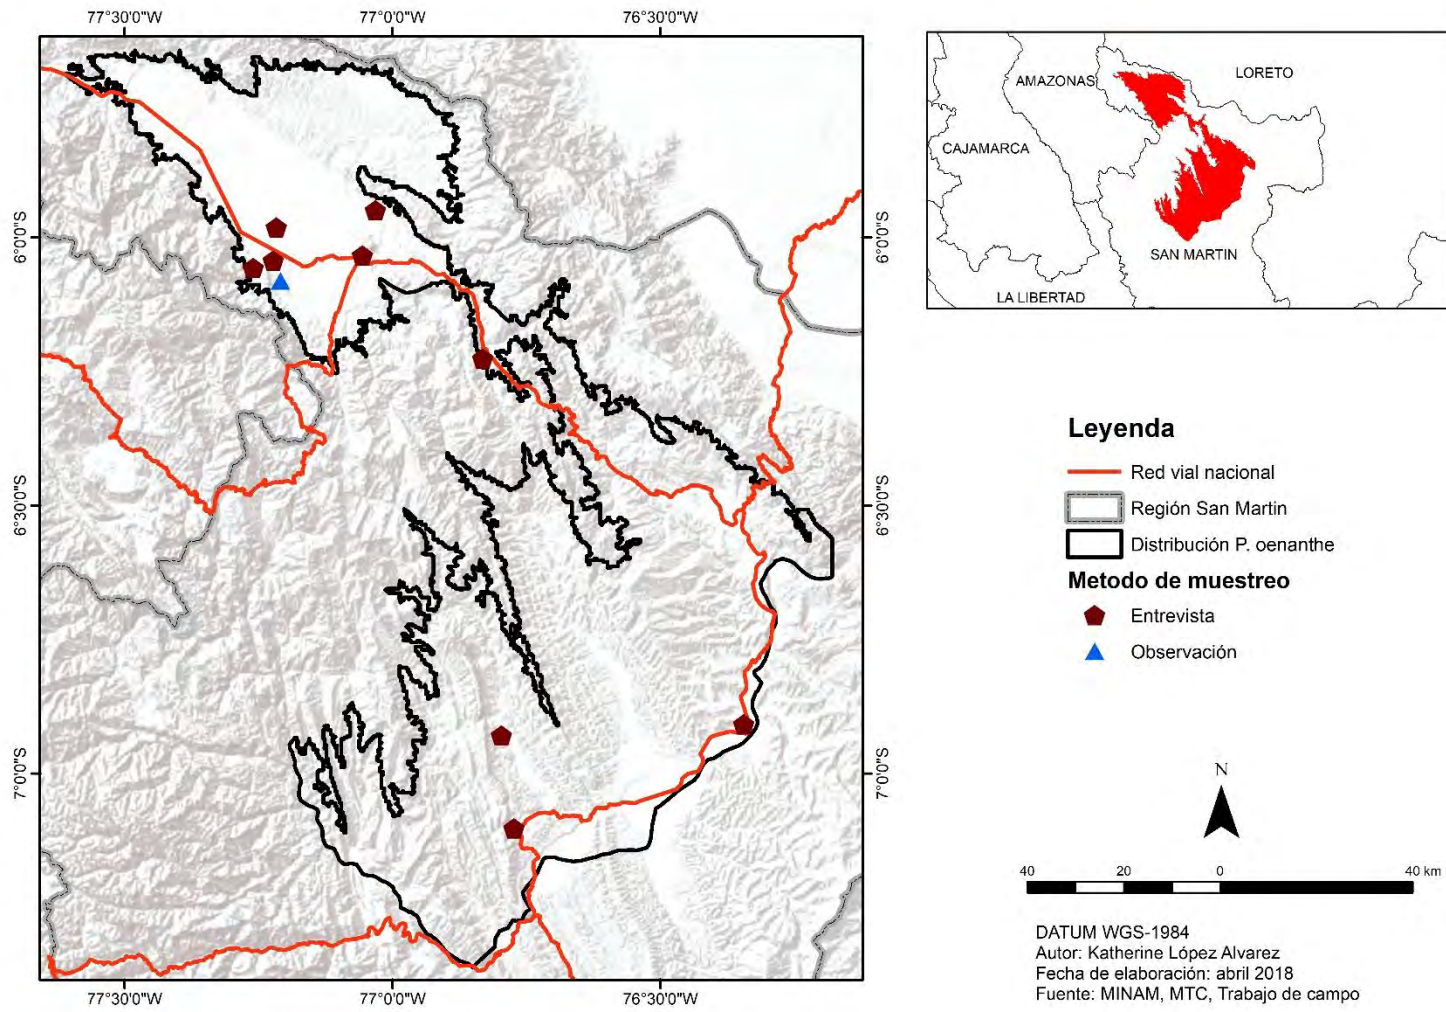 77°30'0"W
77°0'0"W
76°30'0"W
6°0'0"S
6°0'0"S
6°30'0"S
6°30'0"S
7°0'0"S
7°0'0"S
77°30'0"W
77°0'0"W
76°30'0"W
AMAZONAS
LORETO
CAJAMARCA
SAN MARTIN
LA LIBERTAD
Leyenda
Red vial nacional
Región San Martin
Distribución P. oenanthe
Metodo de muestreo
Entrevista
Observación
N
40 20 0 40 km
DATUM WGS-1984
Autor: Katherine López Alvarez
Fecha de elaboración: abril 2018
Fuente: MINAM, MTC, Trabajo de campo